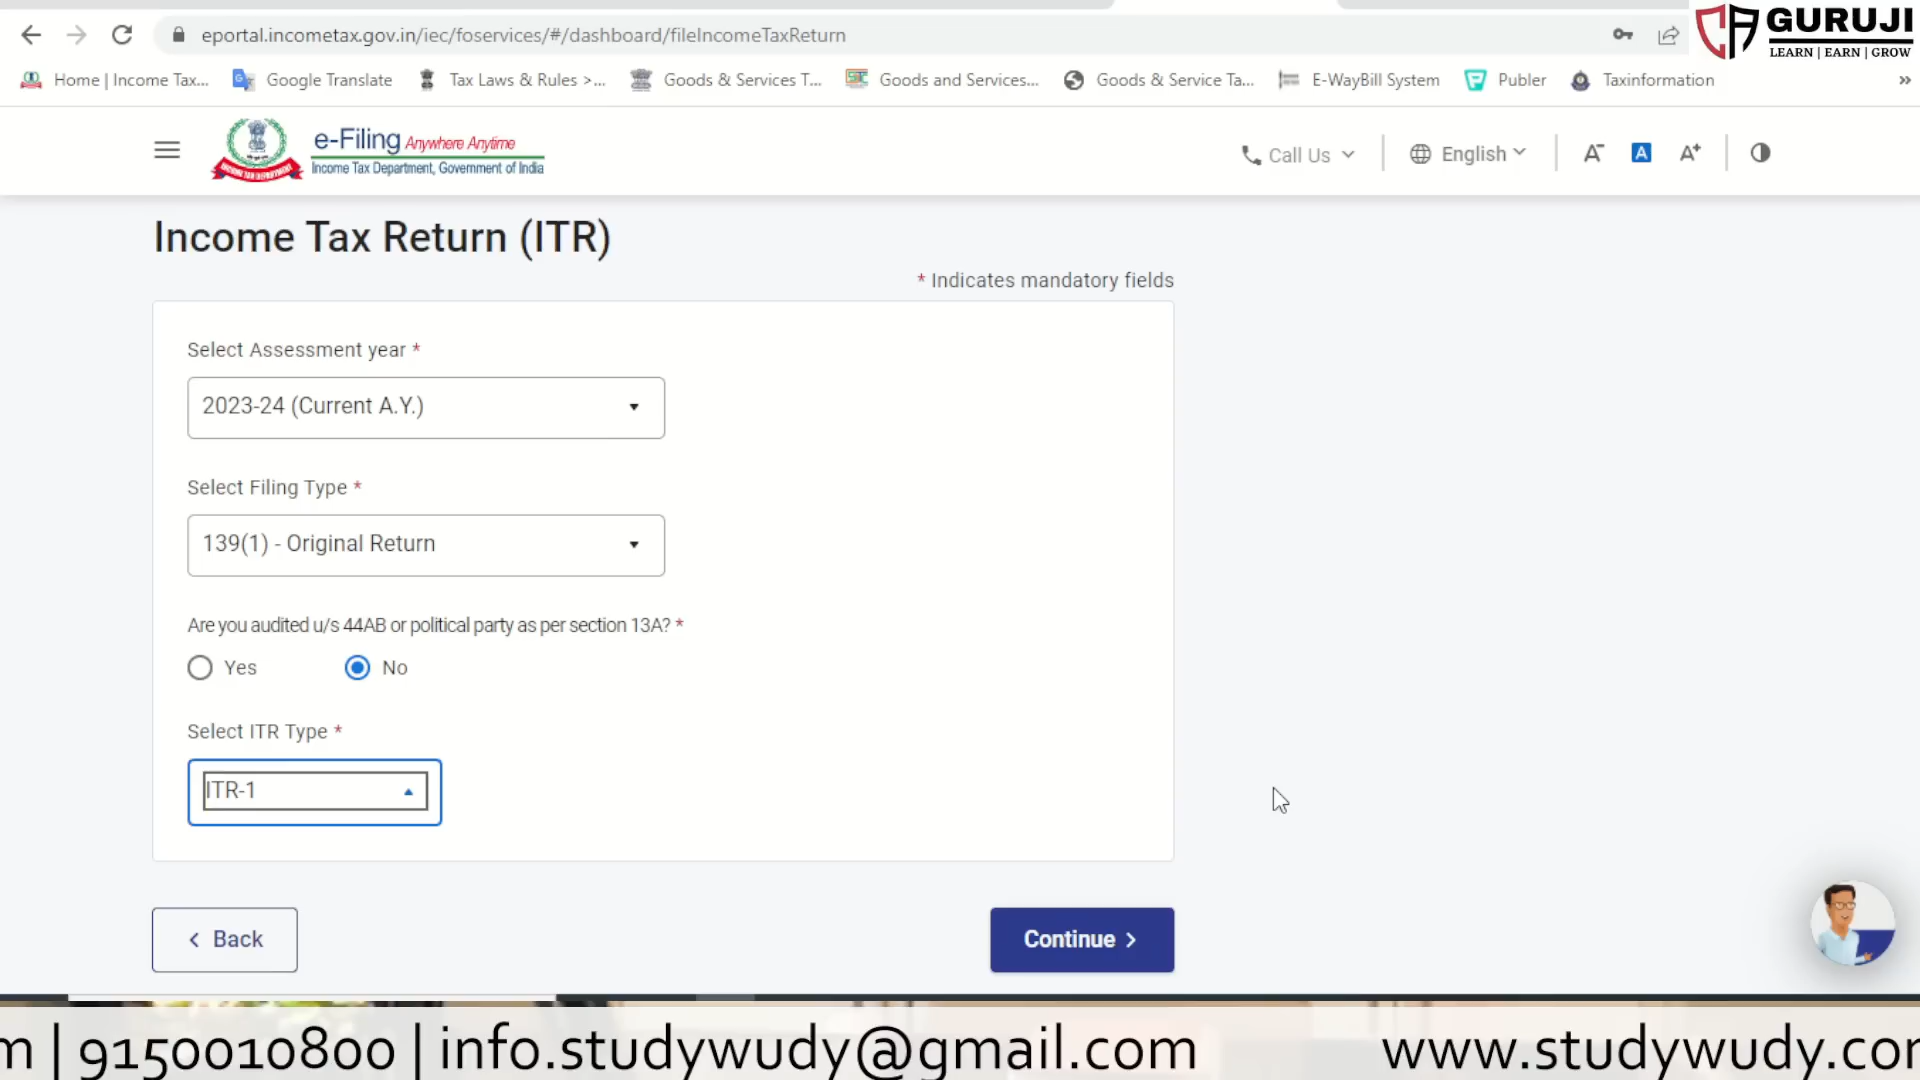 eportal.incometax.gov.in/iec/foservices/#/dashboard/fileIncomeTaxReturn
CA GURUJI
LEARN | EARN | GROW
Home | Income Tax... Google Translate Tax Laws & Rules >... Goods & Services T... Goods and Services... Goods & Service Ta... E-WayBill System Publer Taxinformation »
e-Filing Anywhere Anytime
Income Tax Department, Government of India
Call Us English A- A A+
Income Tax Return (ITR)
* Indicates mandatory fields
Select Assessment year *
2023-24 (Current A.Y.)
Select Filing Type *
139(1) - Original Return
Are you audited u/s 44AB or political party as per section 13A? *
Yes No
Select ITR Type *
ITR-1
Back Continue
m | 9150010800 | info.studywudy@gmail.com www.studywudy.com